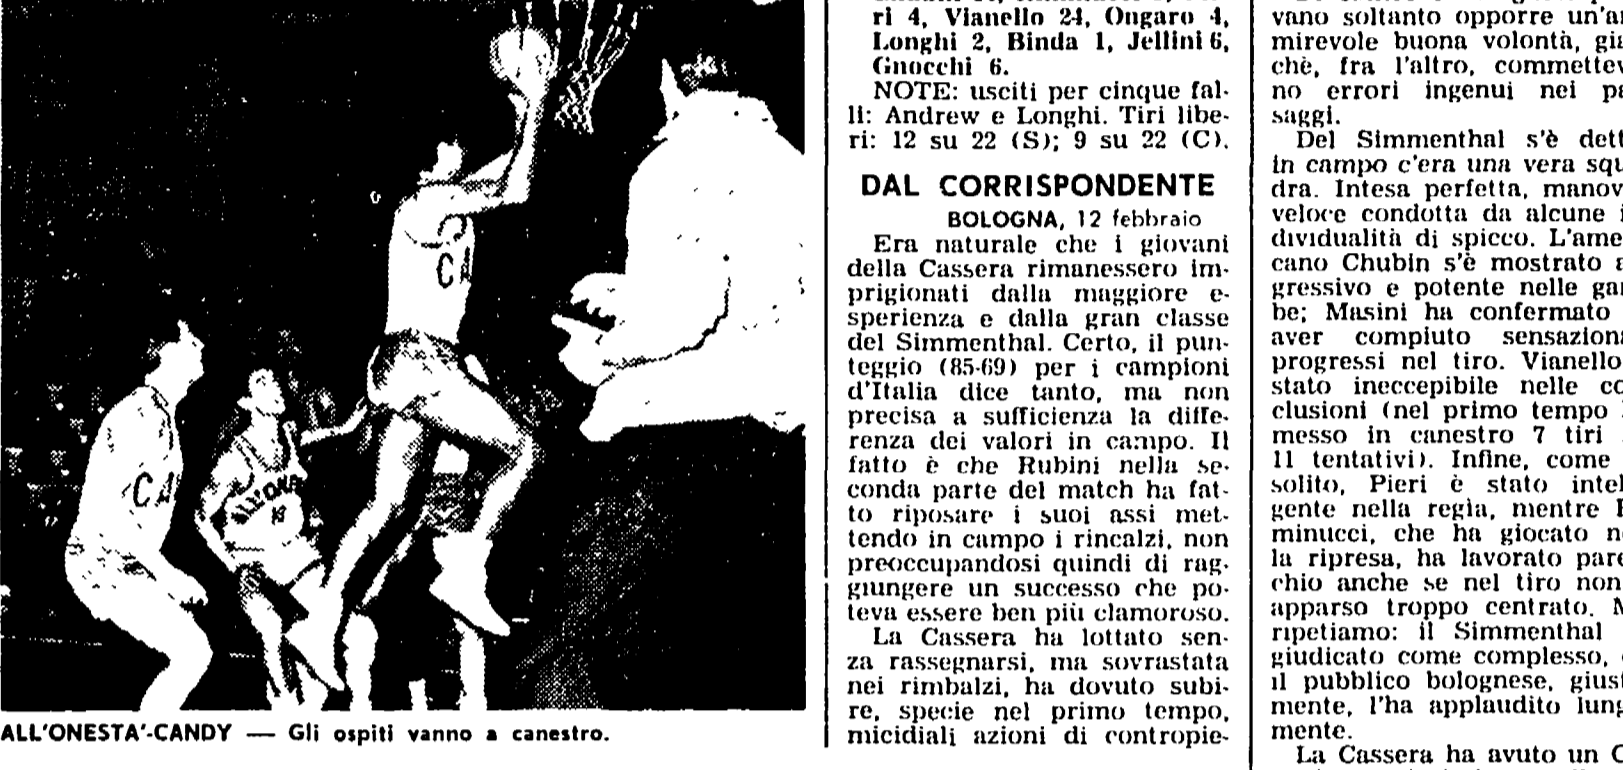 CA
CA
ALL'ONESTA'-CANDY — Gli ospiti vanno a canestro.
ri 4, Vianello 24, Ongaro 4,
Longhi 2, Binda 1, Jellini 6,
Gnocchi 6.
NOTE: usciti per cinque fal-
li: Andrew e Longhi. Tiri libe-
ri: 12 su 22 (S); 9 su 22 (C).
DAL CORRISPONDENTE
BOLOGNA, 12 febbraio
Era naturale che i giovani
della Cassera rimanessero im-
prigionati dalla maggiore e-
sperienza e dalla gran classe
del Simmenthal. Certo, il pun-
teggio (85-69) per i campioni
d'Italia dice tanto, ma non
precisa a sufficienza la diffe-
renza dei valori in campo. Il
fatto è che Rubini nella se-
conda parte del match ha fat-
to riposare i suoi assi met-
tendo in campo i rincalzi, non
preoccupandosi quindi di rag-
giungere un successo che po-
teva essere ben più clamoroso.
La Cassera ha lottato sen-
za rassegnarsi, ma sovrastata
nei rimbalzi, ha dovuto subi-
re, specie nel primo tempo,
micidiali azioni di contropie-
vano soltanto opporre un'a
mirevole buona volontà, gia
chè, fra l'altro, commettev
no errori ingenui nei pa
saggi.
Del Simmenthal s'è dett
in campo c'era una vera squ
dra. Intesa perfetta, manov
veloce condotta da alcune i
dividualità di spicco. L'ame
cano Chubin s'è mostrato a
gressivo e potente nelle ga
be; Masini ha confermato
aver compiuto sensaziona
progressi nel tiro. Vianello
stato ineccepibile nelle co
clusioni (nel primo tempo
messo in canestro 7 tiri
11 tentativi). Infine, come
solito, Pieri è stato intel
gente nella regìa, mentre
minucci, che ha giocato ne
la ripresa, ha lavorato pare
chio anche se nel tiro non
apparso troppo centrato. M
ripetiamo: il Simmenthal
giudicato come complesso,
il pubblico bolognese, giust
mente, l'ha applaudito lung
mente.
La Cassera ha avuto un